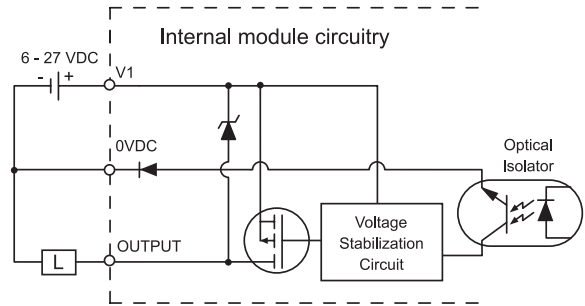 Internal module circuitry
6 - 27 VDC
- +
V1
0VDC
Optical
Isolator
OUTPUT
L
Voltage
Stabilization
Circuit